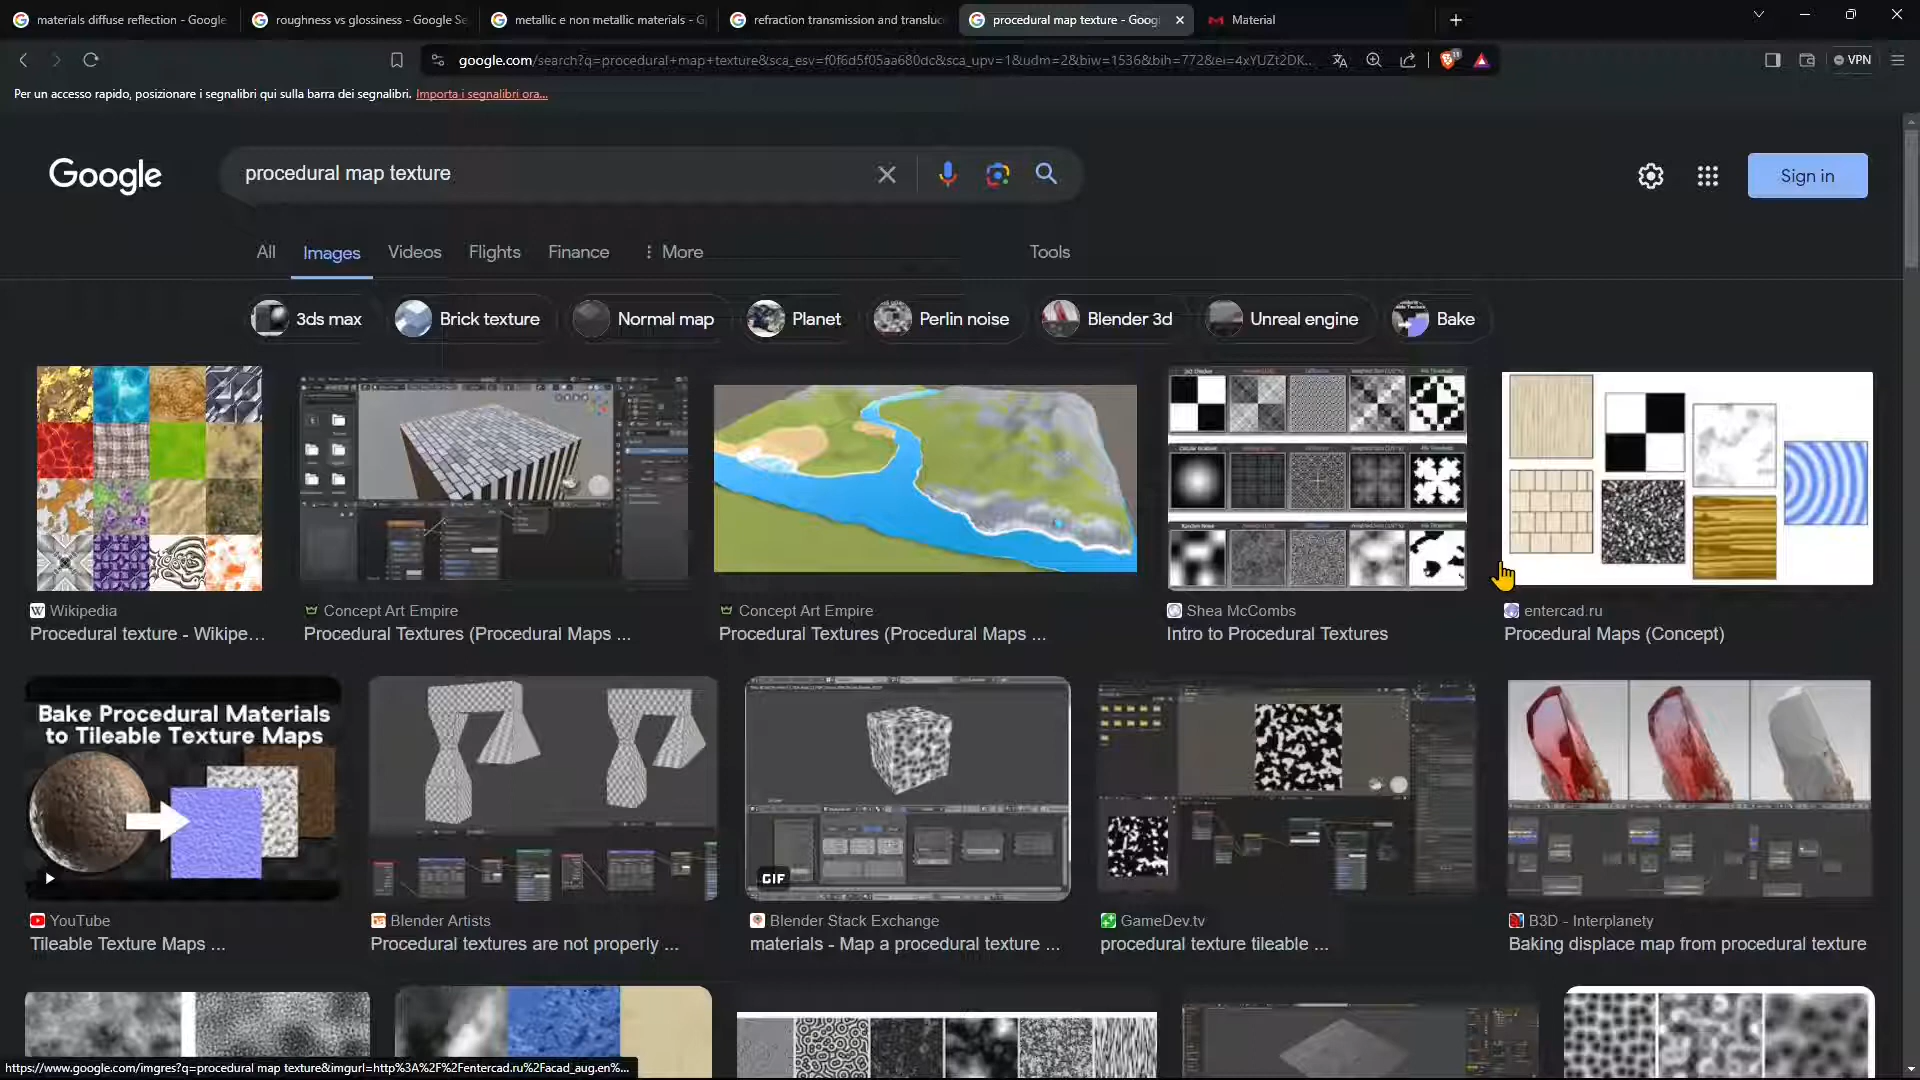 materials diffuse reflection - Google
roughness vs glossiness - Google Se
metallic e non metallic materials - G
refraction transmission and transluc
procedural map texture - Googl
Material
google.com/search?q=procedural+map+texture&sca_esv=f0f6d5f05aa680dc&sca_upv=1&udm=2&biw=1536&bih=772&ei=4xYUZt2DK...
VPN
Per un accesso rapido, posizionare i segnalibri qui sulla barra dei segnalibri. Importa i segnalibri ora...
Google
procedural map texture
Sign in
All
Images
Videos
Flights
Finance
More
Tools
3ds max
Brick texture
Normal map
Planet
Perlin noise
Blender 3d
Unreal engine
Bake
Wikipedia
Procedural texture - Wikipe...
Concept Art Empire
Procedural Textures (Procedural Maps ...
Concept Art Empire
Procedural Textures (Procedural Maps ...
Shea McCombs
Intro to Procedural Textures
entercad.ru
Procedural Maps (Concept)
Bake Procedural Materials
to Tileable Texture Maps
GIF
YouTube
Tileable Texture Maps ...
Blender Artists
Procedural textures are not properly ...
Blender Stack Exchange
materials - Map a procedural texture ...
GameDev.tv
procedural texture tileable ...
B3D - Interplanety
Baking displace map from procedural texture
https://www.google.com/imgres?q=procedural map texture&imgurl=http%3A%2F%2Fentercad.ru%2Facad_aug.en%...